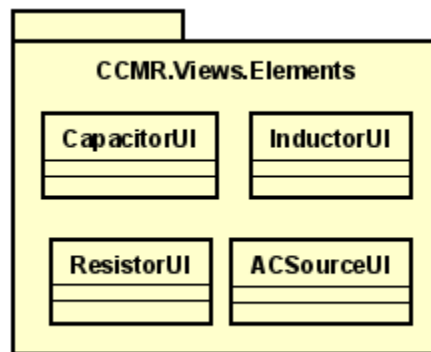 CCMR.Views.Elements
CapacitorUI
InductorUI
ResistorUI
ACSourceUI